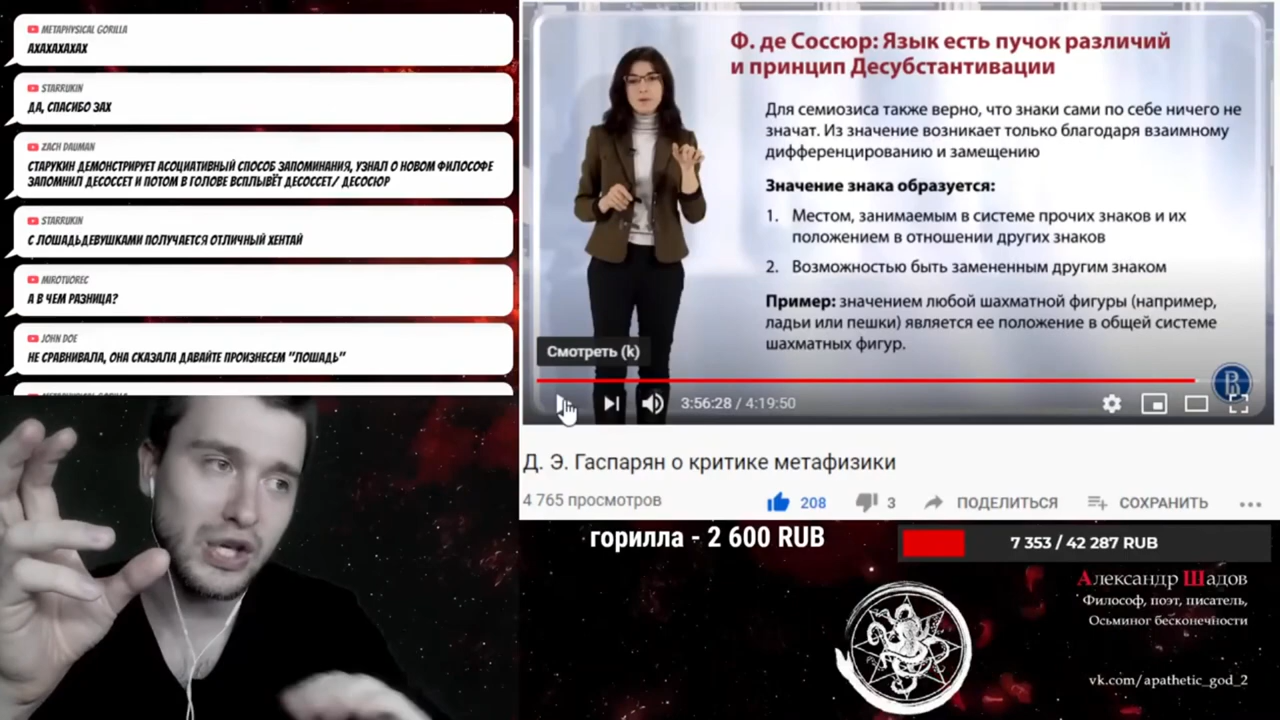 METAPHYSICAL GORILLA
АХАХАХАХАХ
STARRUKIN
ДА, СПАСИБО ЗАХ
ZACH DAUMAN
СТАРУКИН ДЕМОНСТРИРУЕТ АСОЦИАТИВНЫЙ СПОСОБ ЗАПОМИНАНИЯ, УЗНАЛ О НОВОМ ФИЛОСОФЕ
ЗАПОМНИЛ ДЕСОССЕТ И ПОТОМ В ГОЛОВЕ ВСПЛЫВЁТ ДЕСОССЕТ/ ДЕСОСЮР
STARRUKIN
С ЛОШАДЬДЕВУШКАМИ ПОЛУЧАЕТСЯ ОТЛИЧНЫЙ ХЕНТАЙ
MIROTVOREC
А В ЧЕМ РАЗНИЦА?
JOHN DOE
НЕ СРАВНИВАЛА, ОНА СКАЗАЛА ДАВАЙТЕ ПРОИЗНЕСЕМ "ЛОШАДЬ"
Ф. де Соссюр: Язык есть пучок различий
и принцип Десубстантивации
Для семиозиса также верно, что знаки сами по себе ничего не
значат. Из значение возникает только благодаря взаимному
дифференцированию и замещению
Значение знака образуется:
1. Местом, занимаемым в системе прочих знаков и их
положением в отношении других знаков
2. Возможностью быть замененным другим знаком
Пример: значением любой шахматной фигуры (например,
ладьи или пешки) является ее положение в общей системе
шахматных фигур.
Смотреть (k)
3:56:28 / 4:19:50
Д. Э. Гаспарян о критике метафизики
4 765 просмотров
208
3
ПОДЕЛИТЬСЯ
СОХРАНИТЬ
горилла - 2 600 RUB
7 353 / 42 287 RUB
Александр Шадов
Философ, поэт, писатель,
Осьминог бесконечности
vk.com/apathetic_god_2